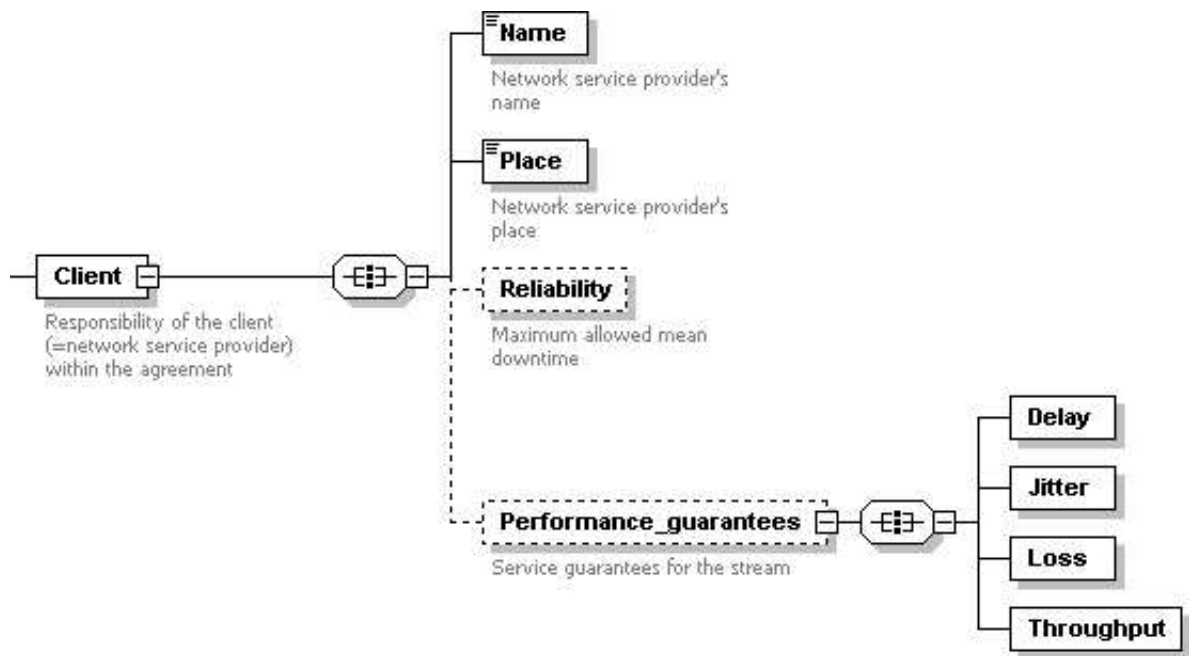 Name
Network service provider's
name
Place
Network service provider's
place
Client
Responsibility of the client
(=network service provider)
within the agreement
Reliability
Maximum allowed mean
downtime
Performance_guarantees
Service guarantees for the stream
Delay
Jitter
Loss
Throughput